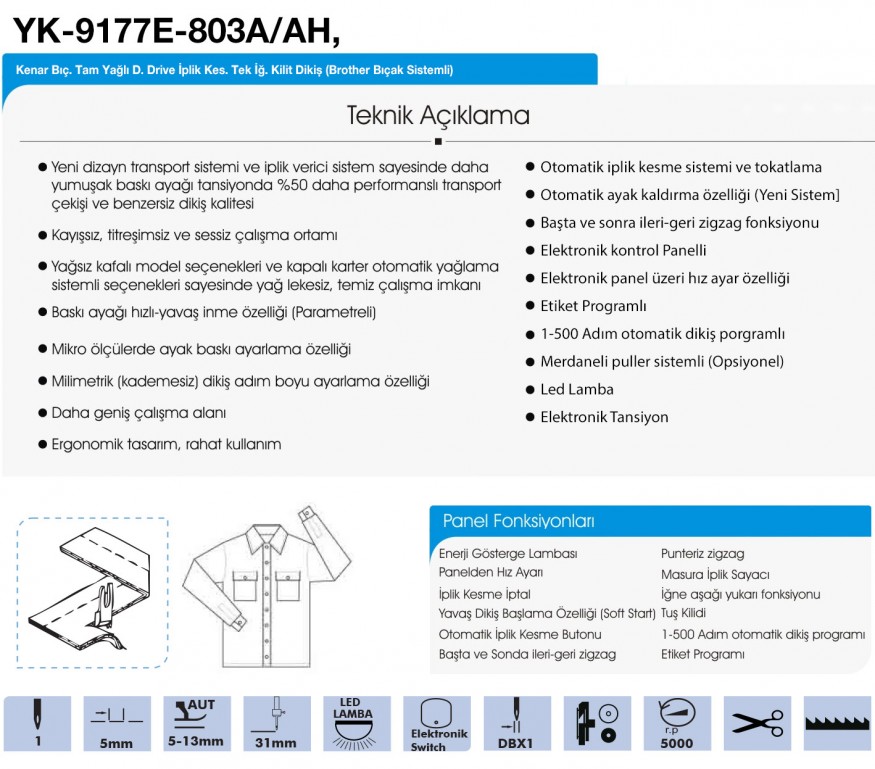 YK-9177E-803A/AH,
Kenar Bıç. Tam Yağlı D. Drive İplik Kes. Tek İğ. Kilit Dikiş (Brother Bıçak Sistemli)
Teknik Açıklama
● Yeni dizayn transport sistemi ve iplik verici sistem sayesinde daha
yumuşak baskı ayağı tansiyonda %50 daha performanslı transport
çekişi ve benzersiz dikiş kalitesi
● Kayışsız, titreşimsiz ve sessiz çalışma ortamı
● Yağsız kafalı model seçenekleri ve kapalı karter otomatik yağlama
sistemli seçenekleri sayesinde yağ lekesiz, temiz çalışma imkanı
● Baskı ayağı hızlı-yavaş inme özelliği (Parametreli)
● Mikro ölçülerde ayak baskı ayarlama özelliği
● Milimetrik (kademesiz) dikiş adım boyu ayarlama özelliği
● Daha geniş çalışma alanı
● Ergonomik tasarım, rahat kullanım
● Otomatik iplik kesme sistemi ve tokatlama
● Otomatik ayak kaldırma özelliği (Yeni Sistem]
● Başta ve sonra ileri-geri zigzag fonksiyonu
● Elektronik kontrol Panelli
● Elektronik panel üzeri hız ayar özelliği
● Etiket Programlı
● 1-500 Adım otomatik dikiş porgramlı
● Merdaneli puller sistemli (Opsiyonel)
● Led Lamba
● Elektronik Tansiyon
Panel Fonksiyonları
Enerji Gösterge Lambası
Panelden Hız Ayarı
İplik Kesme İptal
Yavaş Dikiş Başlama Özelliği (Soft Start)
Otomatik İplik Kesme Butonu
Başta ve Sonda ileri-geri zigzag
Punteriz zigzag
Masura İplik Sayacı
İğne aşağı yukarı fonksiyonu
Tuş Kilidi
1-500 Adım otomatik dikiş programı
Etiket Programı
1
5mm
AUT
5-13mm
31mm
LED
LAMBA
Elektronik
Switch
DBX1
r.p
5000